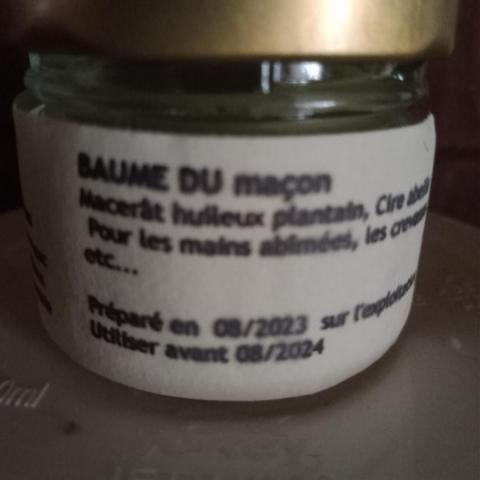 BAUME DU maçon
Macerât huileux plantain, Cire
Pour les mains abîmées, les
etc...
Préparé en 08/2023 sur l'exploitation
Utiliser avant 08/2024